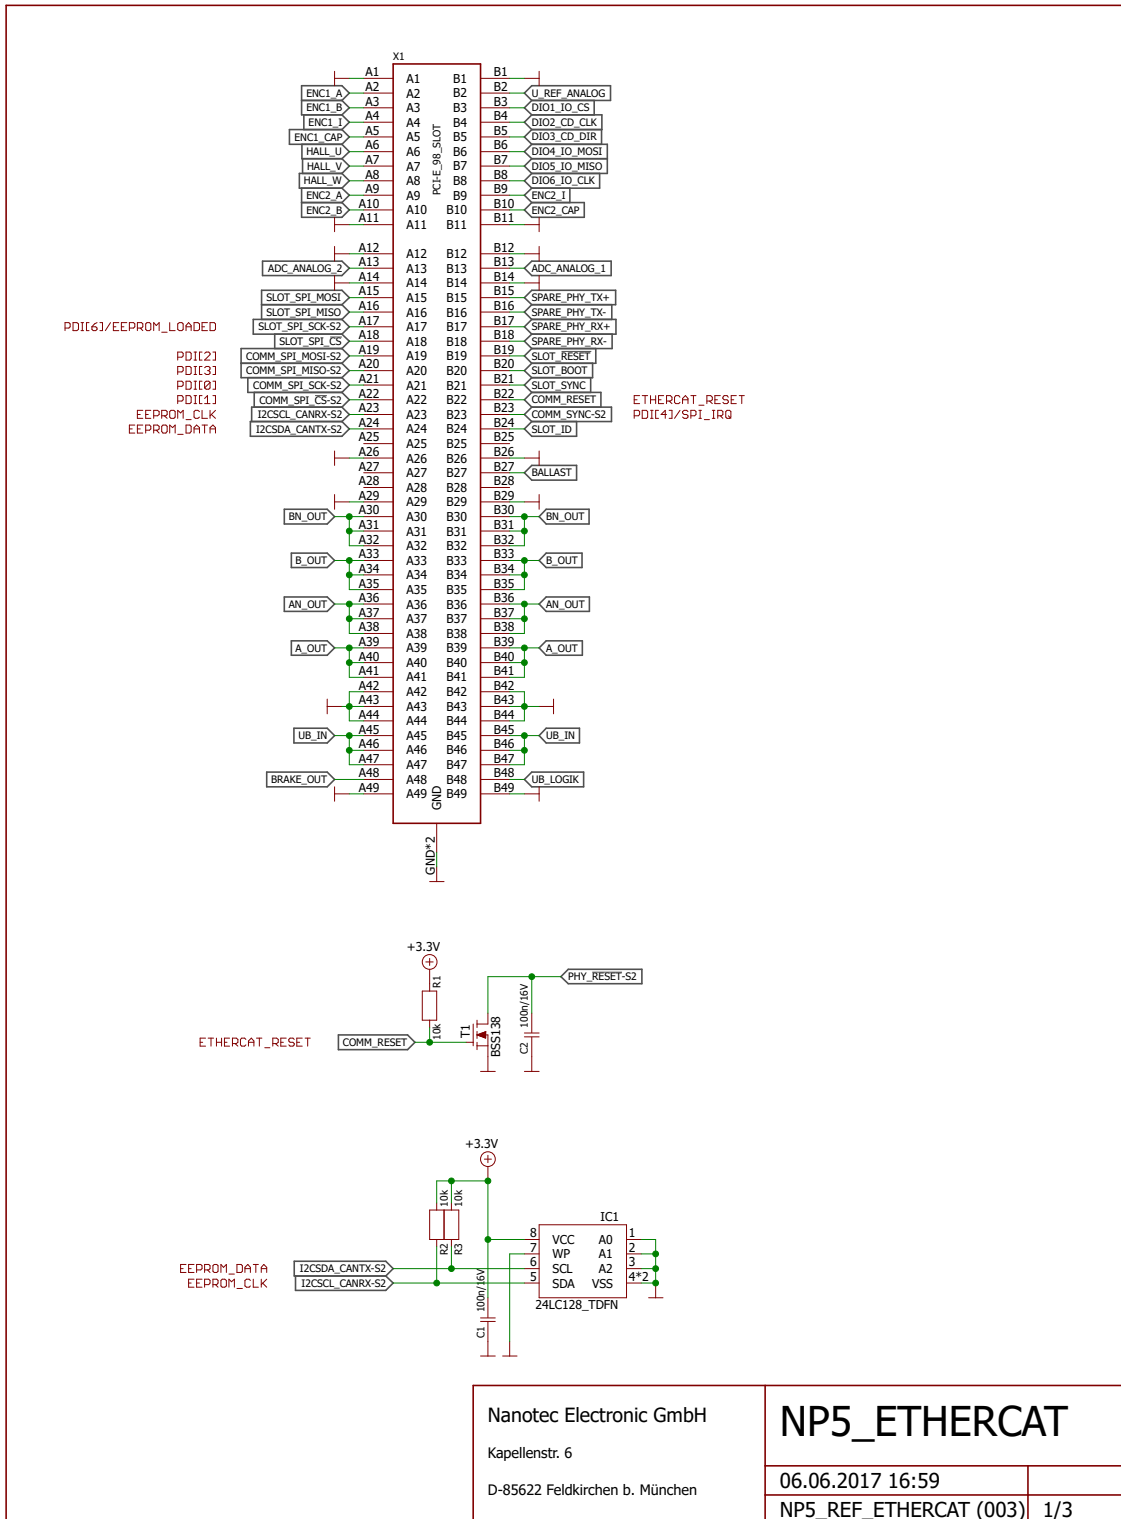 X1
A1 A1 B1 B1
ENC1_A A2 A2 B2 B2 U_REF_ANALOG
ENC1_B A3 A3 B3 B3 DIO1_IO_CS
ENC1_I A4 A4 B4 B4 DIO2_CD_CLK
ENC1_CAP A5 A5 B5 B5 DIO3_CD_DIR
HALL_U A6 A6 B6 B6 DIO4_IO_MOSI
HALL_V A7 A7 B7 B7 DIO5_IO_MISO
HALL_W A8 A8 B8 B8 DIO6_IO_CLK
ENC2_A A9 A9 B9 B9 ENC2_I
ENC2_B A10 A10 B10 B10 ENC2_CAP
A11 A11 B11 B11
PCI-E_98_SLOT
A12 A12 B12 B12
ADC_ANALOG_2 A13 A13 B13 B13 ADC_ANALOG_1
A14 A14 B14 B14
SLOT_SPI_MOSI A15 A15 B15 B15 SPARE_PHY_TX+
SLOT_SPI_MISO A16 A16 B16 B16 SPARE_PHY_TX-
PDI[6]/EEPROM_LOADED SLOT_SPI_SCK-S2 A17 A17 B17 B17 SPARE_PHY_RX+
SLOT_SPI_CS A18 A18 B18 B18 SPARE_PHY_RX-
PDI[2] COMM_SPI_MOSI-S2 A19 A19 B19 B19 SLOT_RESET
PDI[3] COMM_SPI_MISO-S2 A20 A20 B20 B20 SLOT_BOOT
PDI[0] COMM_SPI_SCK-S2 A21 A21 B21 B21 SLOT_SYNC
PDI[1] COMM_SPI_CS-S2 A22 A22 B22 B22 COMM_RESET ETHERCAT_RESET
EEPROM_CLK I2CSCL_CANRX-S2 A23 A23 B23 B23 COMM_SYNC-S2 PDI[4]/SPI_IRQ
EEPROM_DATA I2CSDA_CANTX-S2 A24 A24 B24 B24 SLOT_ID
A25 A25 B25 B25
A26 A26 B26 B26
A27 A27 B27 B27 BALLAST
A28 A28 B28 B28
A29 A29 B29 B29
BN_OUT A30 A30 B30 B30 BN_OUT
A31 A31 B31 B31
A32 A32 B32 B32
B_OUT A33 A33 B33 B33 B_OUT
A34 A34 B34 B34
A35 A35 B35 B35
AN_OUT A36 A36 B36 B36 AN_OUT
A37 A37 B37 B37
A38 A38 B38 B38
A_OUT A39 A39 B39 B39 A_OUT
A40 A40 B40 B40
A41 A41 B41 B41
A42 A42 B42 B42
A43 A43 B43 B43
A44 A44 B44 B44
UB_IN A45 A45 B45 B45 UB_IN
A46 A46 B46 B46
A47 A47 B47 B47
BRAKE_OUT A48 A48 B48 B48 UB_LOGIK
A49 A49 B49 B49
GND
GND*2
+3.3V
R1
10k
T1
BSS138
100n/16V
C2
PHY_RESET-S2
ETHERCAT_RESET COMM_RESET
+3.3V
10k
10k
R2
R3
IC1
8 VCC A0 1
7 WP A1 2
6 SCL A2 3
5 SDA VSS 4*2
24LC128_TDFN
EEPROM_DATA I2CSDA_CANTX-S2
EEPROM_CLK I2CSCL_CANRX-S2
100n/16V
C1
Nanotec Electronic GmbH
Kapellenstr. 6
D-85622 Feldkirchen b. München
NP5_ETHERCAT
06.06.2017 16:59
NP5_REF_ETHERCAT (003) 1/3